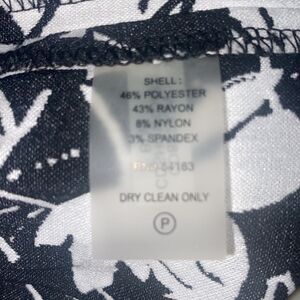 SHELL:
46% POLYESTER
43% RAYON
8% NYLON
3% SPANDEX
DRY CLEAN ONLY
P